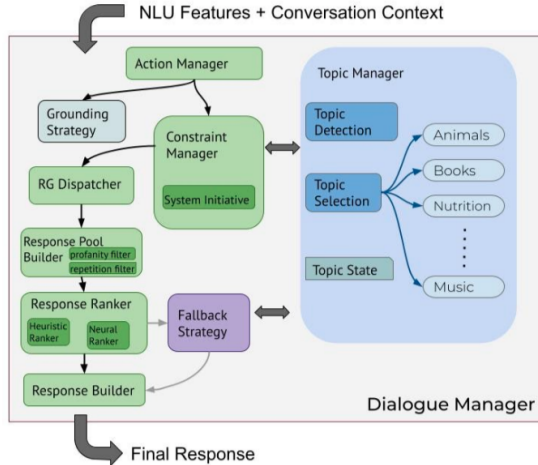 NLU Features + Conversation Context
Action Manager
Topic Manager
Grounding
Strategy
Constraint
Manager
System Initiative
Topic
Detection
Topic
Selection
Topic State
Animals
Books
Nutrition
Music
RG Dispatcher
Response Pool
Builder
profanity filter
repetition filter
Response Ranker
Heuristic
Ranker
Neural
Ranker
Fallback
Strategy
Response Builder
Dialogue Manager
Final Response